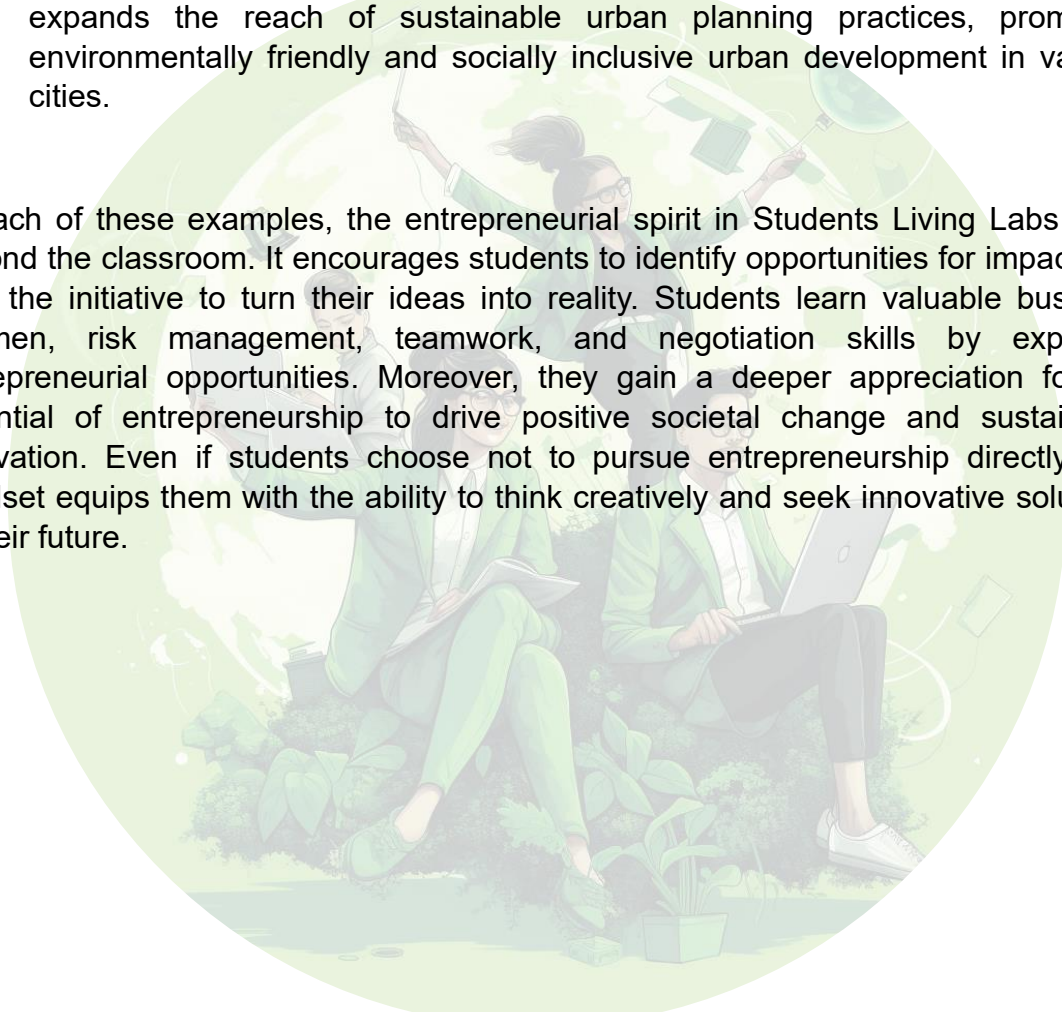 expands the reach of sustainable urban planning practices, prom
environmentally friendly and socially inclusive urban development in va
cities.
ach of these examples, the entrepreneurial spirit in Students Living Labs
ond the classroom. It encourages students to identify opportunities for impac
the initiative to turn their ideas into reality. Students learn valuable bus
men, risk management, teamwork, and negotiation skills by exp
epreneurial opportunities. Moreover, they gain a deeper appreciation fo
ntial of entrepreneurship to drive positive societal change and sustai
vation. Even if students choose not to pursue entrepreneurship directly
dset equips them with the ability to think creatively and seek innovative solu
eir future.